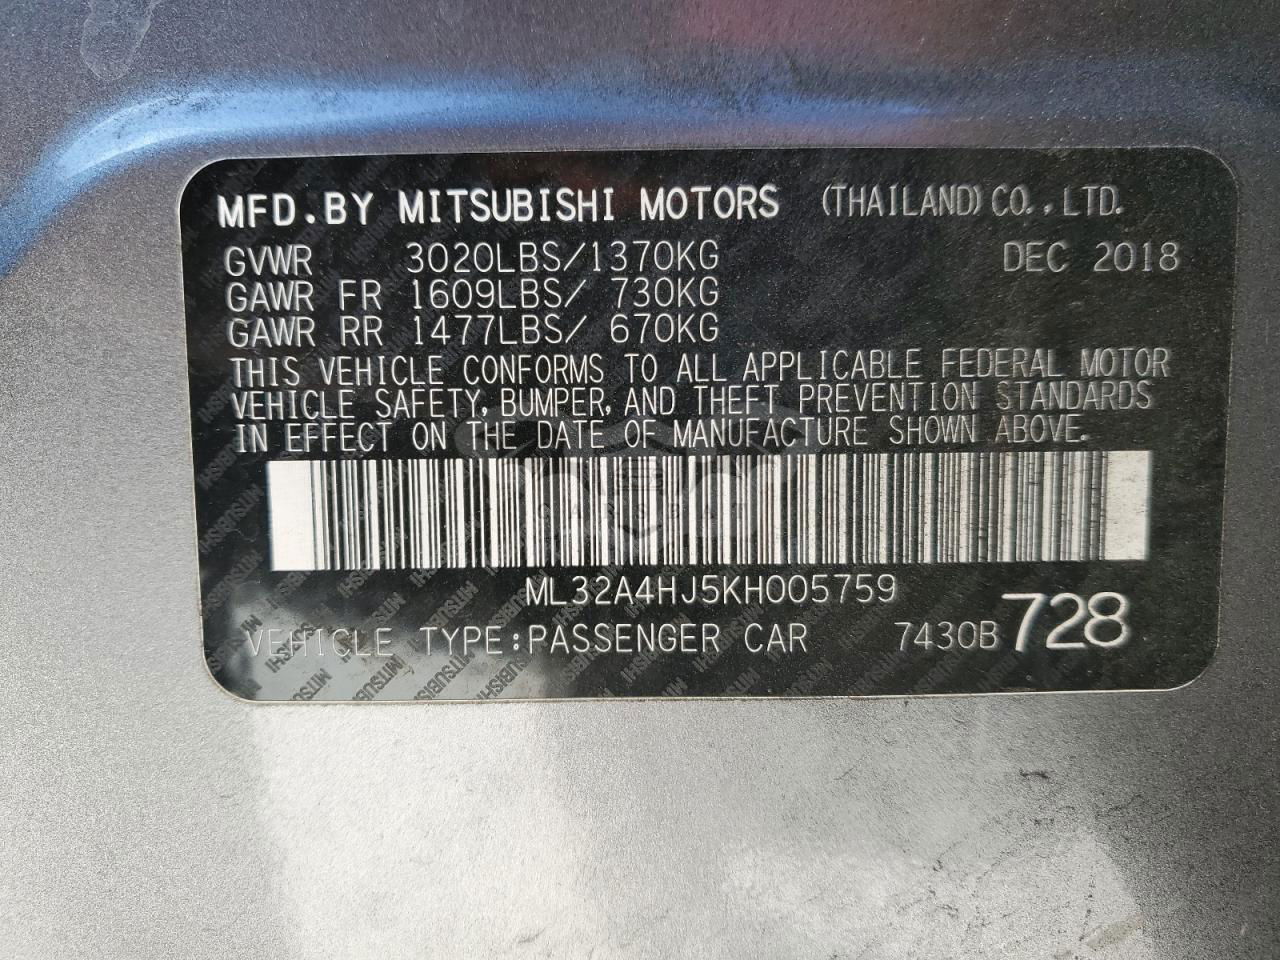 MFD.BY MITSUBISHI MOTORS (THAILAND) CO.,LTD.
GVWR 3020LBS/1370KG DEC 2018
GAWR FR 1609LBS/ 730KG
GAWR RR 1477LBS/ 670KG
THIS VEHICLE CONFORMS TO ALL APPLICABLE FEDERAL MOTOR
VEHICLE SAFETY, BUMPER, AND THEFT PREVENTION STANDARDS
IN EFFECT ON THE DATE OF MANUFACTURE SHOWN ABOVE.
ML32A4HJ5KH005759
VEHICLE TYPE:PASSENGER CAR 7430B 728